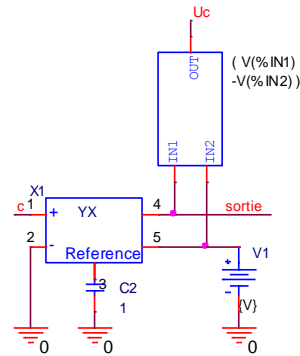 Uc
OUT
( V(%IN1)
-V(%IN2) )
IN1
IN2
X1
c
1
+
YX
4
sortie
2
-
5
Reference
V1
+
3
C2
-
1
{V}
0
0
0